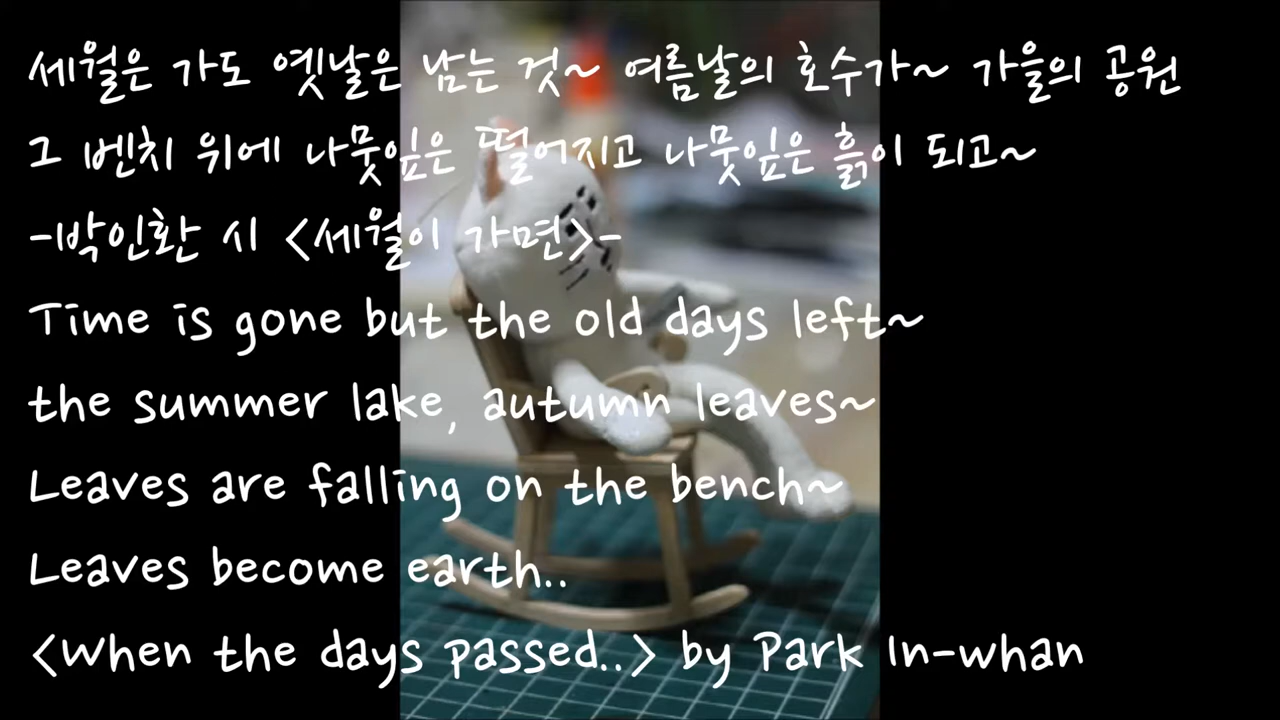 세월은 가도 옛날은 남는 것~ 여름날의 호수가~ 가을의 공원
그 벤치 위에 나뭇잎은 떨어지고 나뭇잎은 흙이 되고~
-박인환 시 <세월이 가면>-
Time is gone but the old days left~
the summer lake, autumn leaves~
Leaves are falling on the bench~
Leaves become earth..
<When the days passed..> by Park In-whan